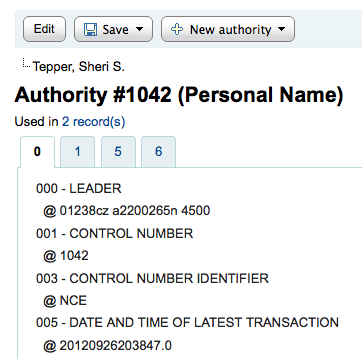 Edit Save New authority
Tepper, Sheri S.
Authority #1042 (Personal Name)
Used in 2 record(s)
0 1 5 6
000 - LEADER
@ 01238cz a2200265n 4500
001 - CONTROL NUMBER
@ 1042
003 - CONTROL NUMBER IDENTIFIER
@ NCE
005 - DATE AND TIME OF LATEST TRANSACTION
@ 20120926203847.0